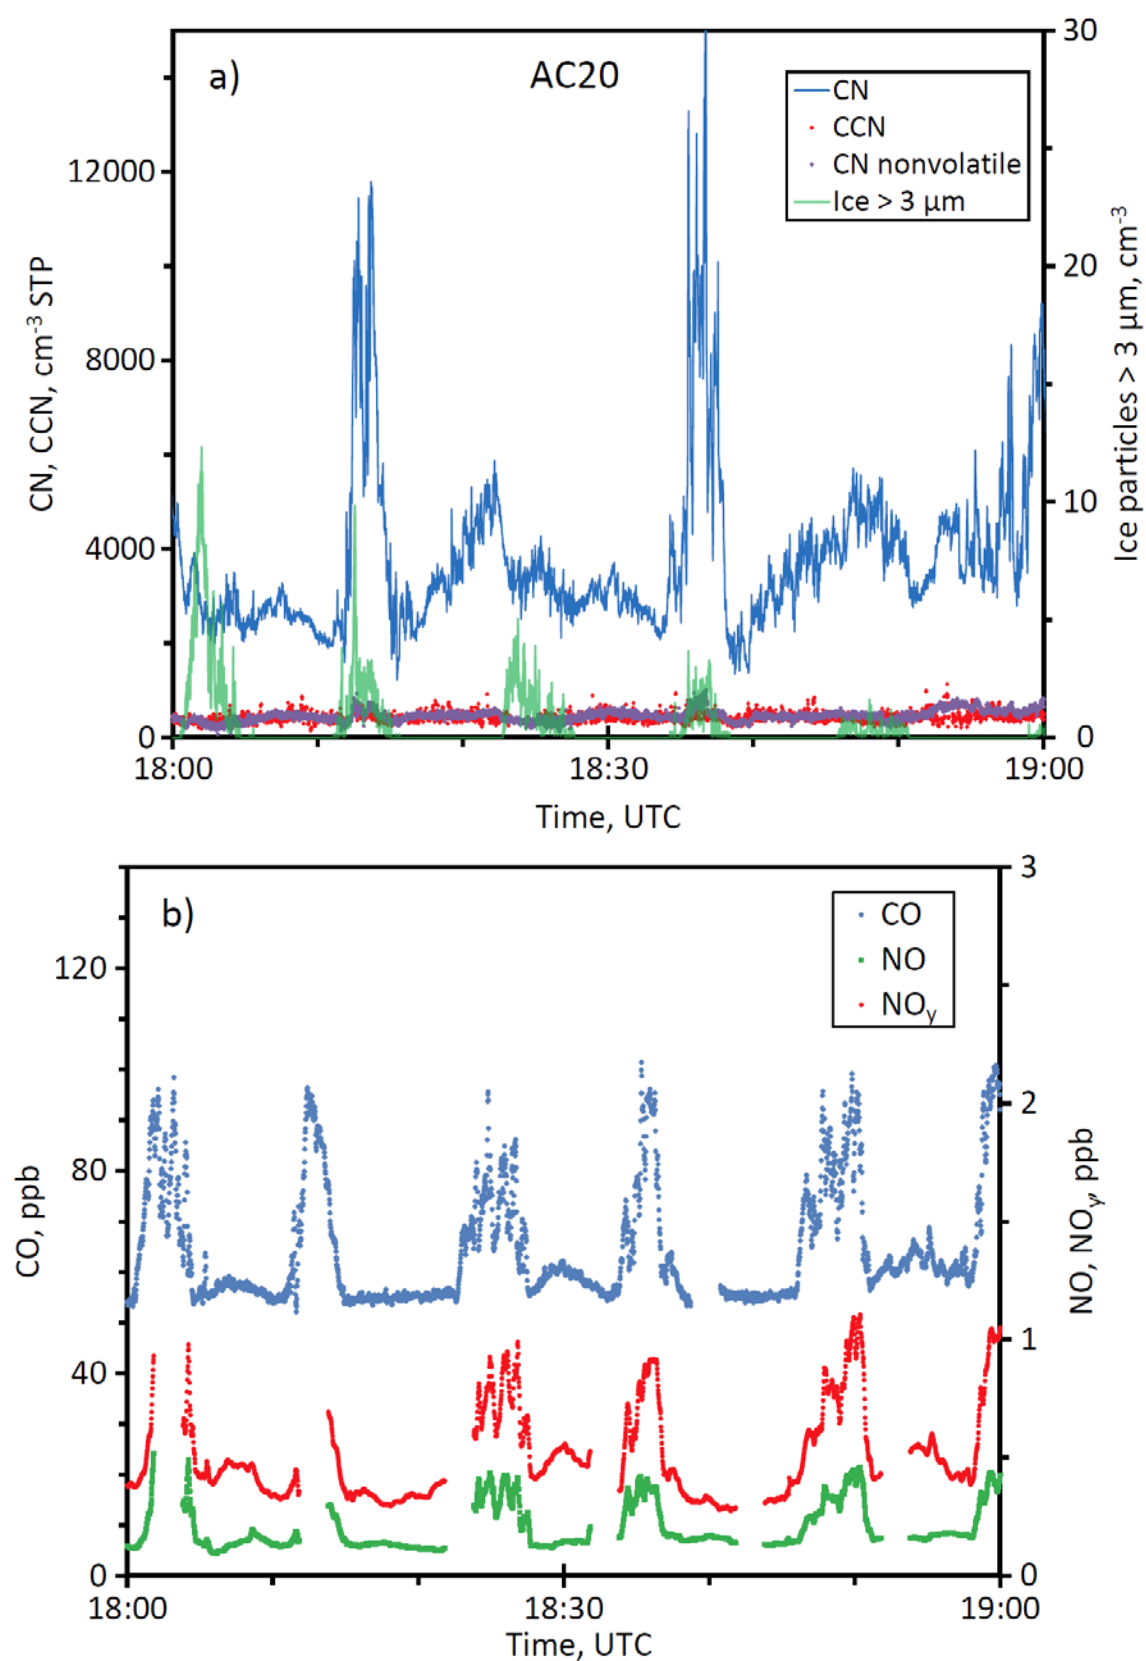 a)
AC20
CN
CCN
CN nonvolatile
Ice > 3 µm
CN, CCN, cm-3 STP
12000
8000
4000
0
30
20
10
0
Ice particles > 3 µm, cm-3
18:00
18:30
19:00
Time, UTC
b)
CO
NO
NOy
CO, ppb
120
80
40
0
3
2
1
0
NO, NOy, ppb
18:00
18:30
19:00
Time, UTC